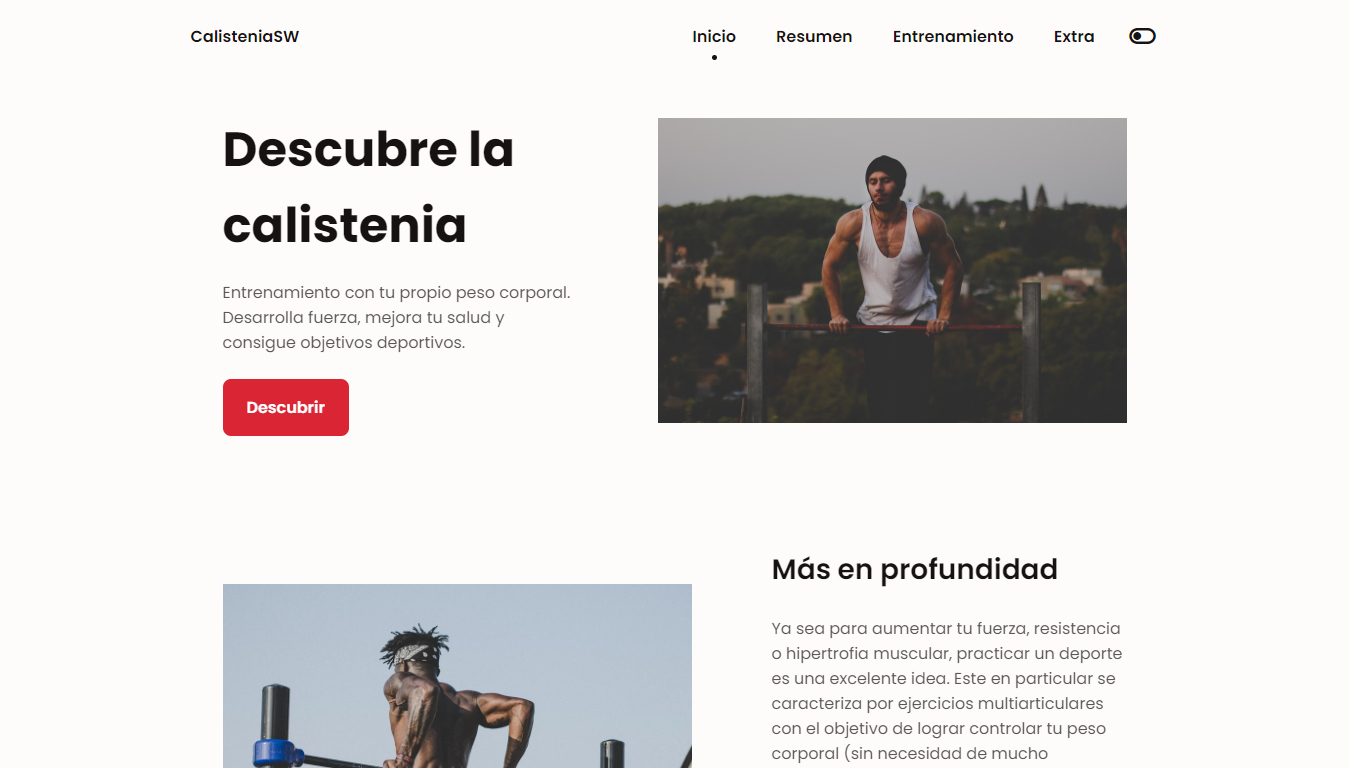 CalisteniaSW
Inicio
Resumen
Entrenamiento
Extra
Descubre la
calistenia
Entrenamiento con tu propio peso corporal.
Desarrolla fuerza, mejora tu salud y
consigue objetivos deportivos.
Descubrir
Más en profundidad
Ya sea para aumentar tu fuerza, resistencia
o hipertrofia muscular, practicar un deporte
es una excelente idea. Este en particular se
caracteriza por ejercicios multiarticulares
con el objetivo de lograr controlar tu peso
corporal (sin necesidad de mucho